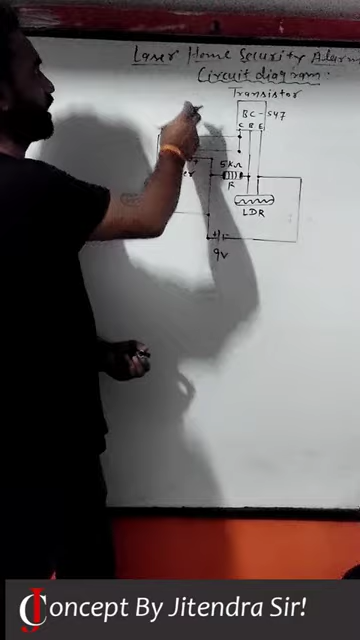 Laser Home Security Alarm
Circuit diagram:
Transistor
BC-547
C B E
5KΩ
R
LDR
9V
Concept By Jitendra Sir!